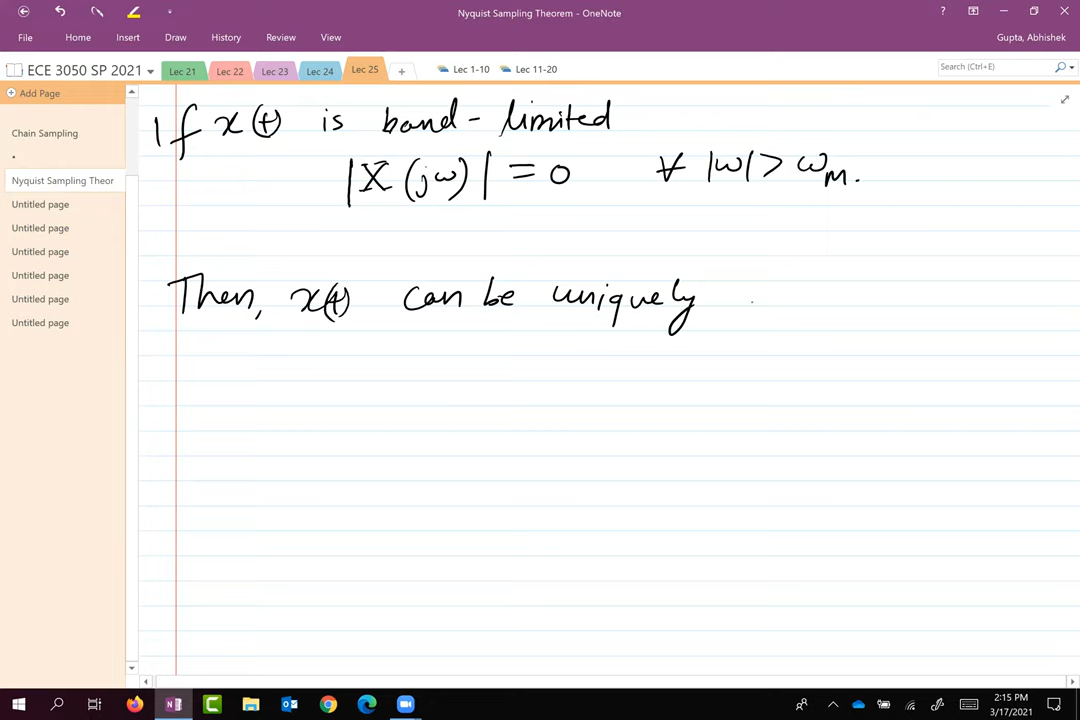 Nyquist Sampling Theorem - OneNote
?
File Home Insert Draw History Review View
Gupta, Abhishek
ECE 3050 SP 2021
Lec 21
Lec 22
Lec 23
Lec 24
Lec 25
+
Lec 1-10
Lec 11-20
Search (Ctrl+E)
Add Page
Chain Sampling
Nyquist Sampling Theor
Untitled page
Untitled page
Untitled page
Untitled page
Untitled page
Untitled page
If x(t) is band-limited
|X(jω)| = 0 ∀ |ω| > ω_M.
Then, x(t) can be uniquely
2:15 PM
3/17/2021